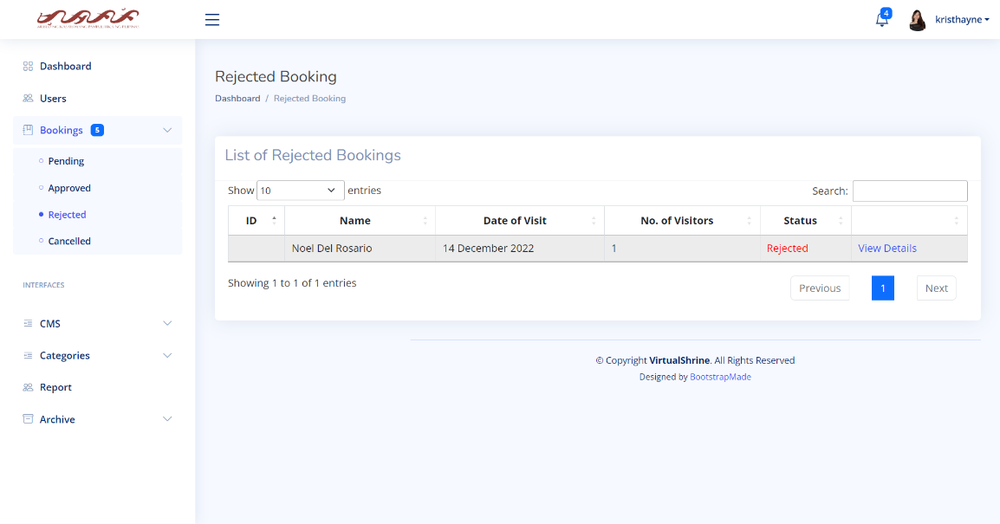 4
kristhayne
Dashboard
Users
Bookings 5
Pending
Approved
Rejected
Cancelled
INTERFACES
CMS
Categories
Report
Archive
Rejected Booking
Dashboard / Rejected Booking
List of Rejected Bookings
Show 10 entries Search:
ID Name Date of Visit No. of Visitors Status
Noel Del Rosario 14 December 2022 1 Rejected View Details
Showing 1 to 1 of 1 entries Previous 1 Next
© Copyright VirtualShrine. All Rights Reserved
Designed by BootstrapMade